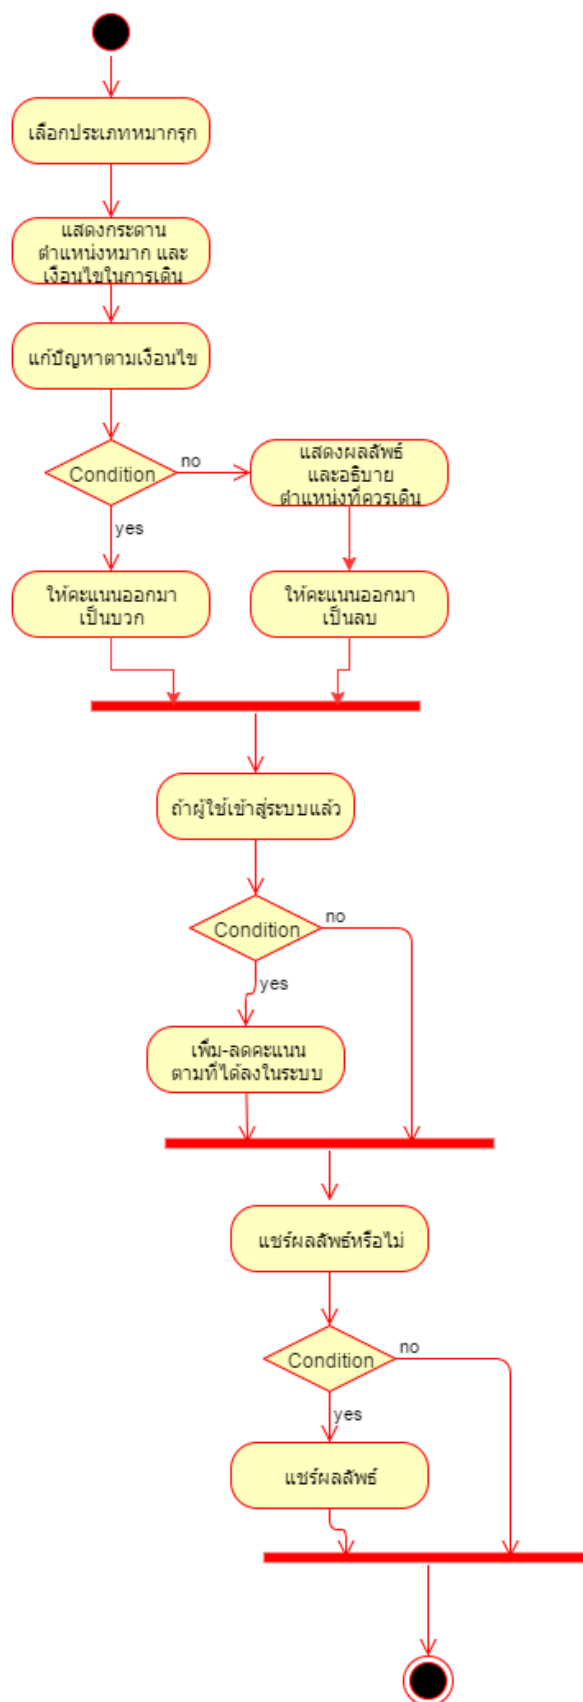 เลือกประเภทหมากรุก
แสดงกระดาน
ตำแหน่งหมาก และ
เงื่อนไขในการเดิน
แก้ปัญหาตามเงื่อนไข
Condition
no
แสดงผลลัพธ์
และอธิบาย
ตำแหน่งที่ควรเดิน
yes
ให้คะแนนออกมา
เป็นบวก
ให้คะแนนออกมา
เป็นลบ
ถ้าผู้ใช้เข้าสู่ระบบแล้ว
Condition
no
yes
เพิ่ม-ลดคะแนน
ตามที่ได้ลงในระบบ
แชร์ผลลัพธ์หรือไม่
Condition
no
yes
แชร์ผลลัพธ์